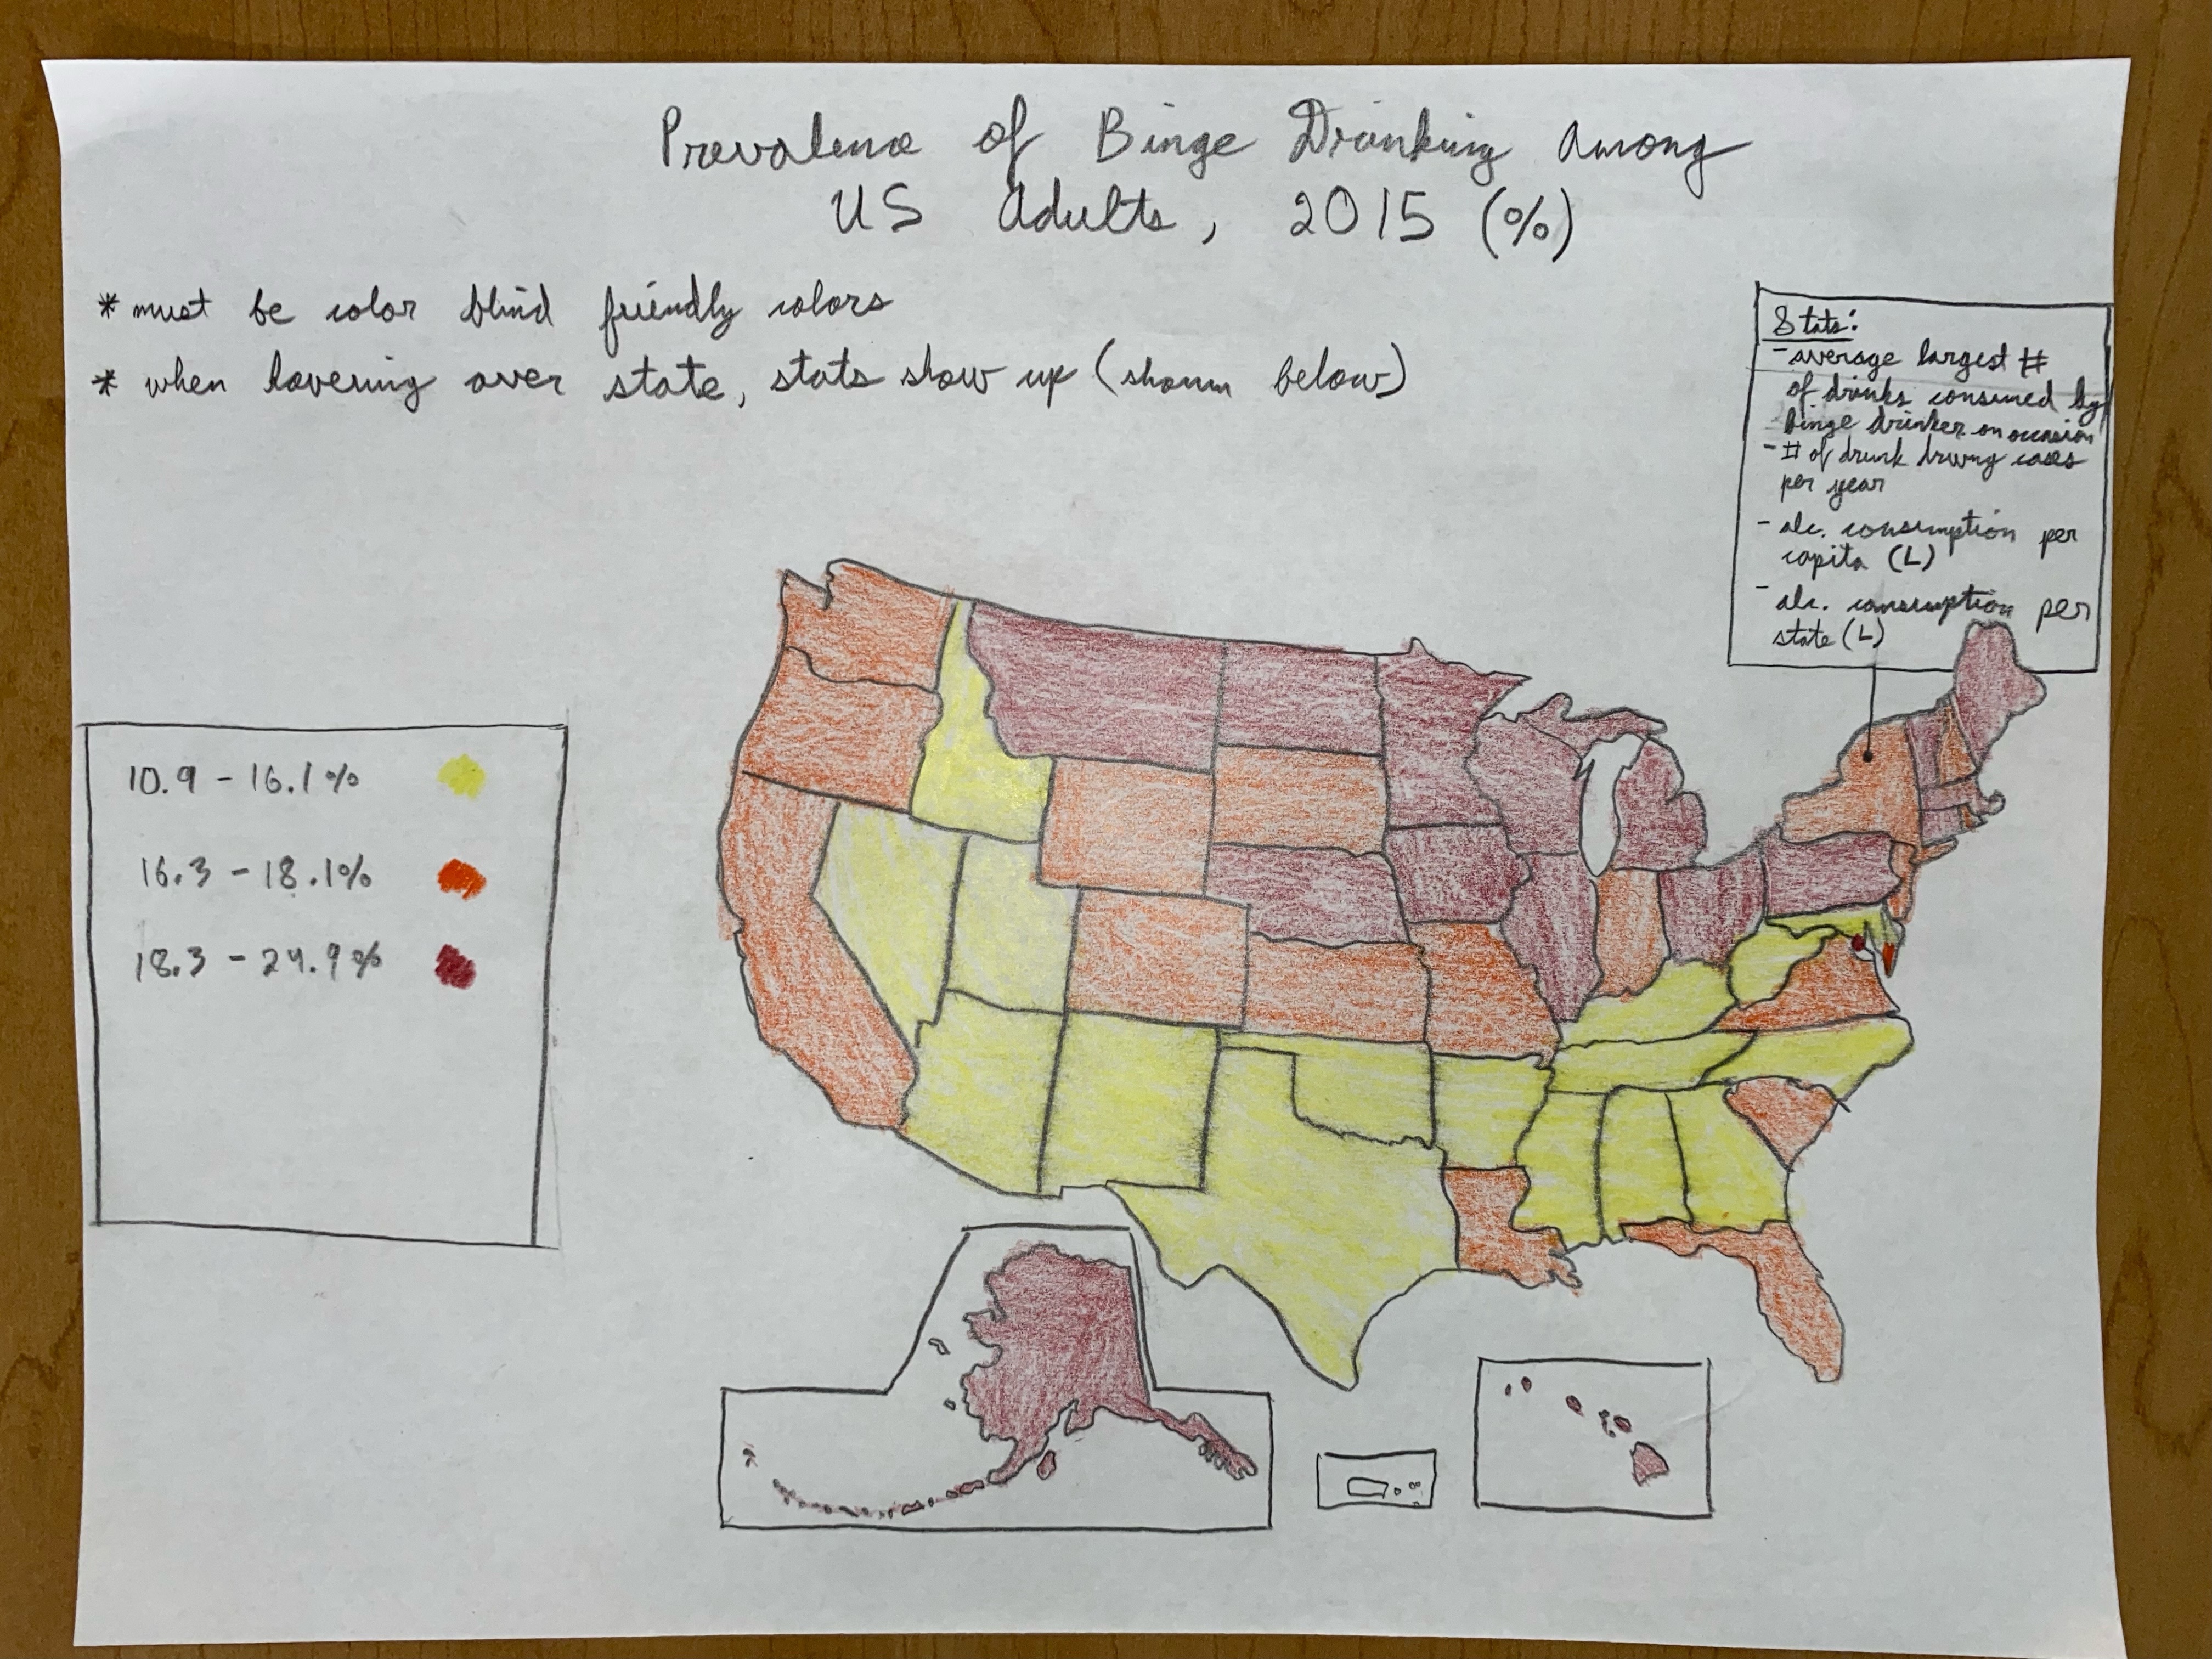 Prevalence of Binge Drinking Among
US Adults, 2015 (%)
* must be color blind friendly colors
* when hovering over state, stats show up (shown below)
Stats:
- average largest #
of drinks consumed by
binge drinker on occasion
- # of drunk driving cases
per year
- alc. consumption per
capita (L)
- alc. consumption per
state (L)
10.9 - 16.1%
16.3 - 18.1%
18.3 - 24.9%